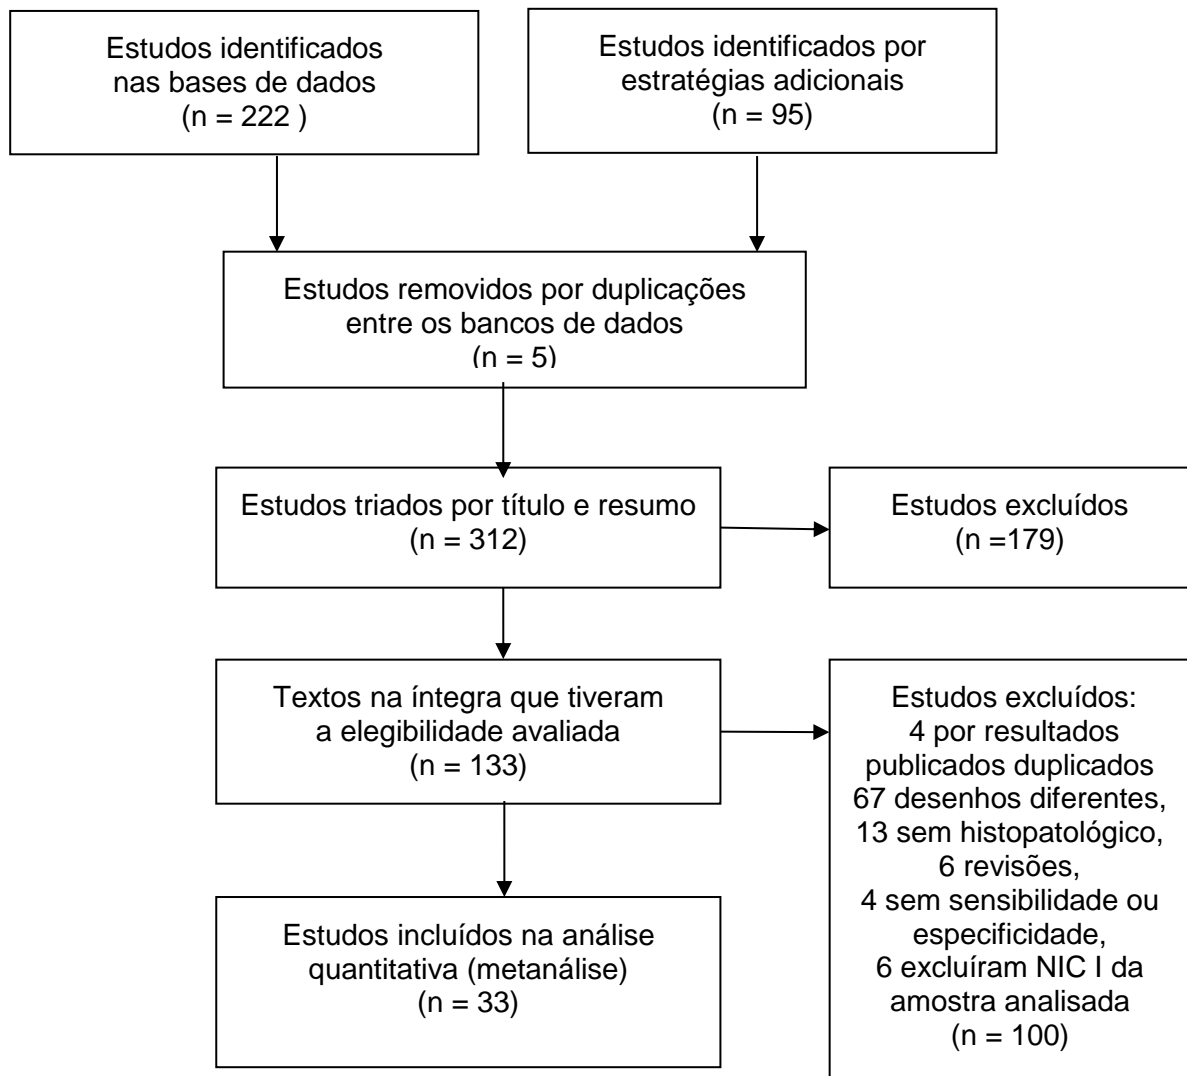 Estudos identificados
nas bases de dados
(n = 222 )
Estudos identificados por
estratégias adicionais
(n = 95)
Estudos removidos por duplicações
entre os bancos de dados
(n = 5)
Estudos triados por título e resumo
(n = 312)
Estudos excluídos
(n =179)
Textos na íntegra que tiveram
a elegibilidade avaliada
(n = 133)
Estudos excluídos:
4 por resultados
publicados duplicados
67 desenhos diferentes,
13 sem histopatológico,
6 revisões,
4 sem sensibilidade ou
especificidade,
6 excluíram NIC I da
amostra analisada
(n = 100)
Estudos incluídos na análise
quantitativa (metanálise)
(n = 33)